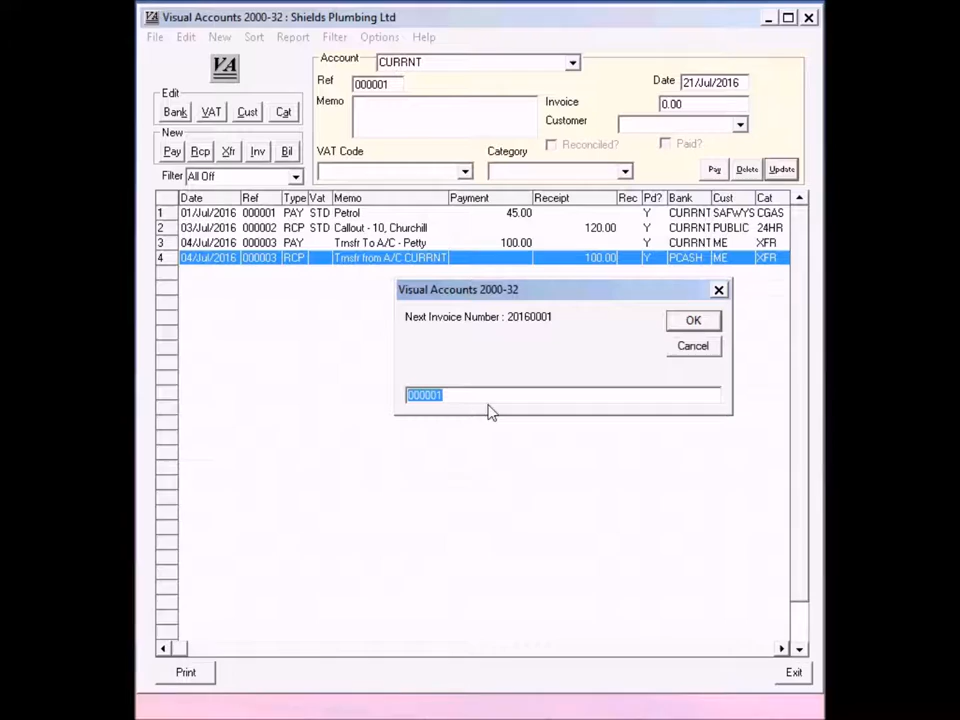 VA Visual Accounts 2000-32 : Shields Plumbing Ltd
File Edit New Sort Report Filter Options Help
VA
Account CURRNT
Ref 000001
Date 21/Jul/2016
Memo
Invoice 0.00
Customer
Reconciled? Paid?
VAT Code
Category
Pay Delete Update
Edit
Bank VAT Cust Cat
New
Pay Rcp Xfr Inv Bil
Filter All Off
Date Ref Type Vat Memo Payment Receipt Rec Pd? Bank Cust Cat
1 01/Jul/2016 000001 PAY STD Petrol 45.00 Y CURRNT SAFWYS CGAS
2 03/Jul/2016 000002 RCP STD Callout - 10, Churchill 120.00 Y CURRNT PUBLIC 24HR
3 04/Jul/2016 000003 PAY Trnsfr To A/C - Petty 100.00 Y CURRNT ME XFR
4 04/Jul/2016 000003 RCP Trnsfr from A/C CURRNT 100.00 Y PCASH ME XFR
Visual Accounts 2000-32
Next Invoice Number : 20160001
OK
Cancel
000001
Print
Exit